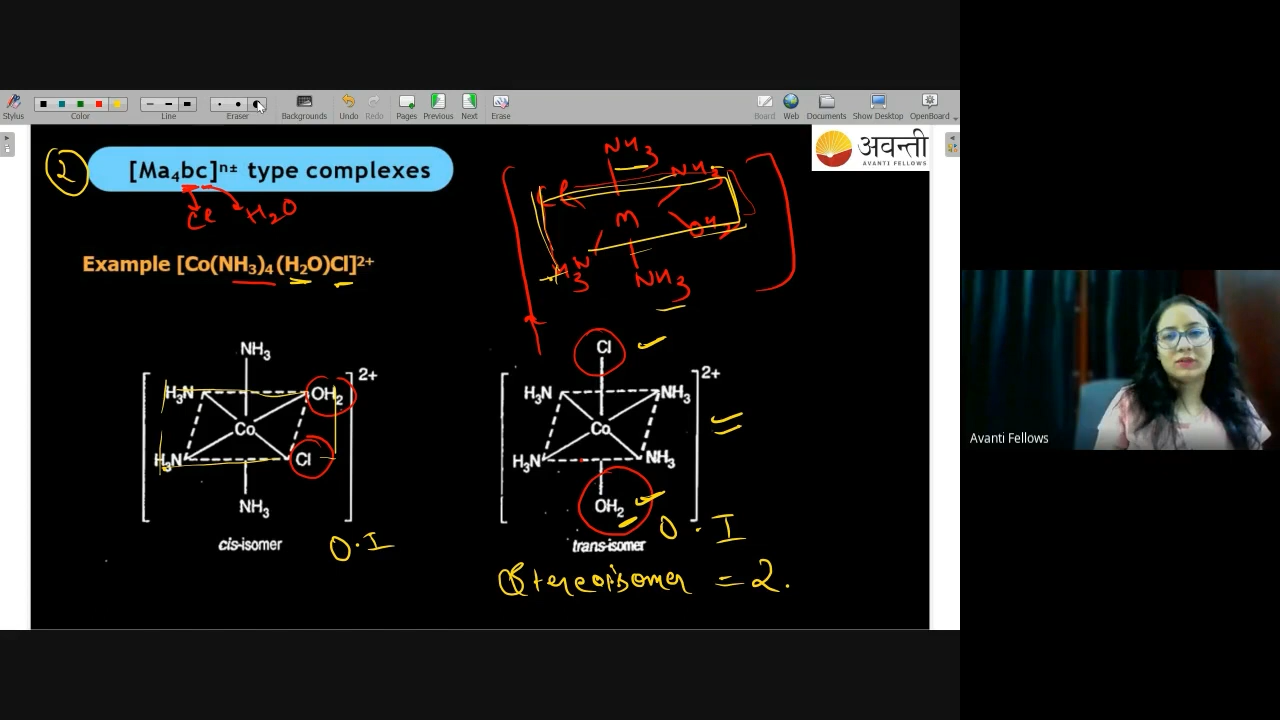 Stylus
Color
Line
Eraser
Backgrounds
Undo
Redo
Pages
Previous
Next
Erase
Board
Web
Documents
Show Desktop
OpenBoard
अवन्ती
AVANTI FELLOWS
2
[Ma₄bc]ⁿ± type complexes
Cl
H₂O
Example [Co(NH₃)₄(H₂O)Cl]²⁺
NH₃
NH₃
M
OH₂
H₃N
NH₃
NH₃
2+
H₃N
OH₂
Co
H₃N
Cl
NH₃
cis-isomer
O.I
Cl
2+
H₃N
NH₃
Co
H₃N
NH₃
OH₂
trans-isomer
O.I
Stereoisomer = 2.
Avanti Fellows